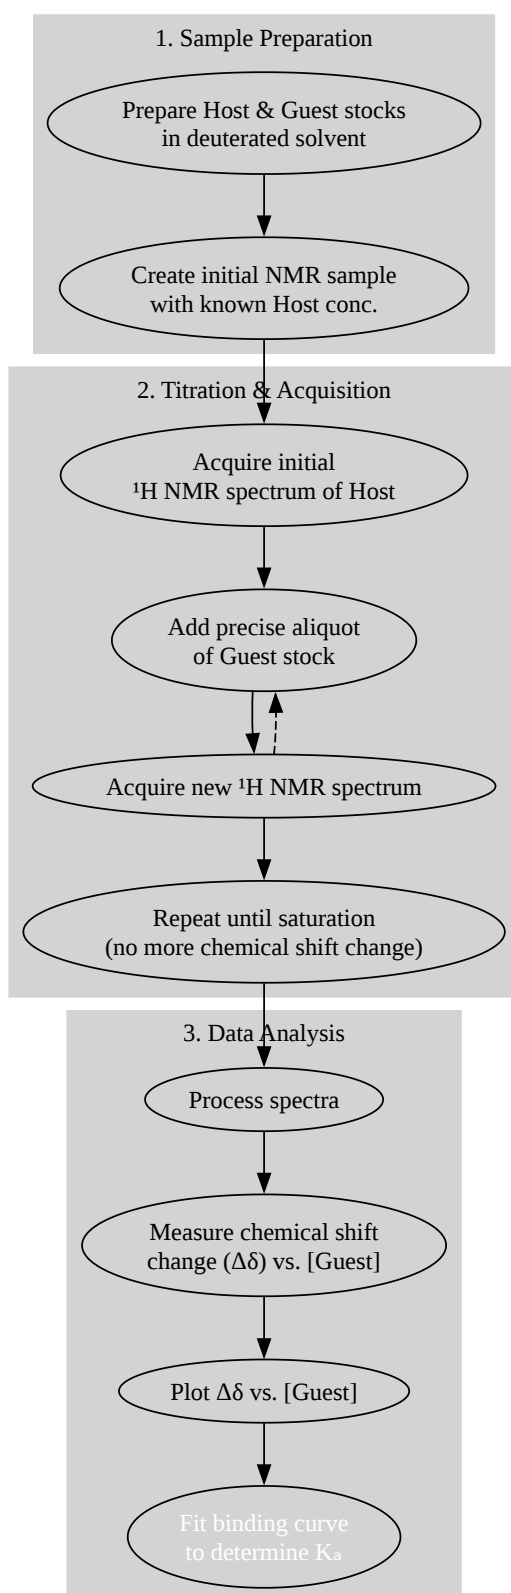 1. Sample Preparation
Prepare Host & Guest stocks
in deuterated solvent
Create initial NMR sample
with known Host conc.
2. Titration & Acquisition
Acquire initial
¹H NMR spectrum of Host
Add precise aliquot
of Guest stock
Acquire new ¹H NMR spectrum
Repeat until saturation
(no more chemical shift change)
3. Data Analysis
Process spectra
Measure chemical shift
change (Δδ) vs. [Guest]
Plot Δδ vs. [Guest]
Fit binding curve
to determine Kₐ